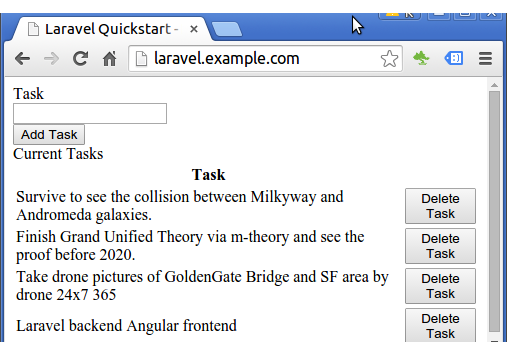 Laravel Quickstart -
laravel.example.com
Task
Add Task
Current Tasks
Task
Survive to see the collision between Milkyway and
Andromeda galaxies.
Delete
Task
Finish Grand Unified Theory via m-theory and see the
proof before 2020.
Delete
Task
Take drone pictures of GoldenGate Bridge and SF area by
drone 24x7 365
Delete
Task
Laravel backend Angular frontend
Delete
Task